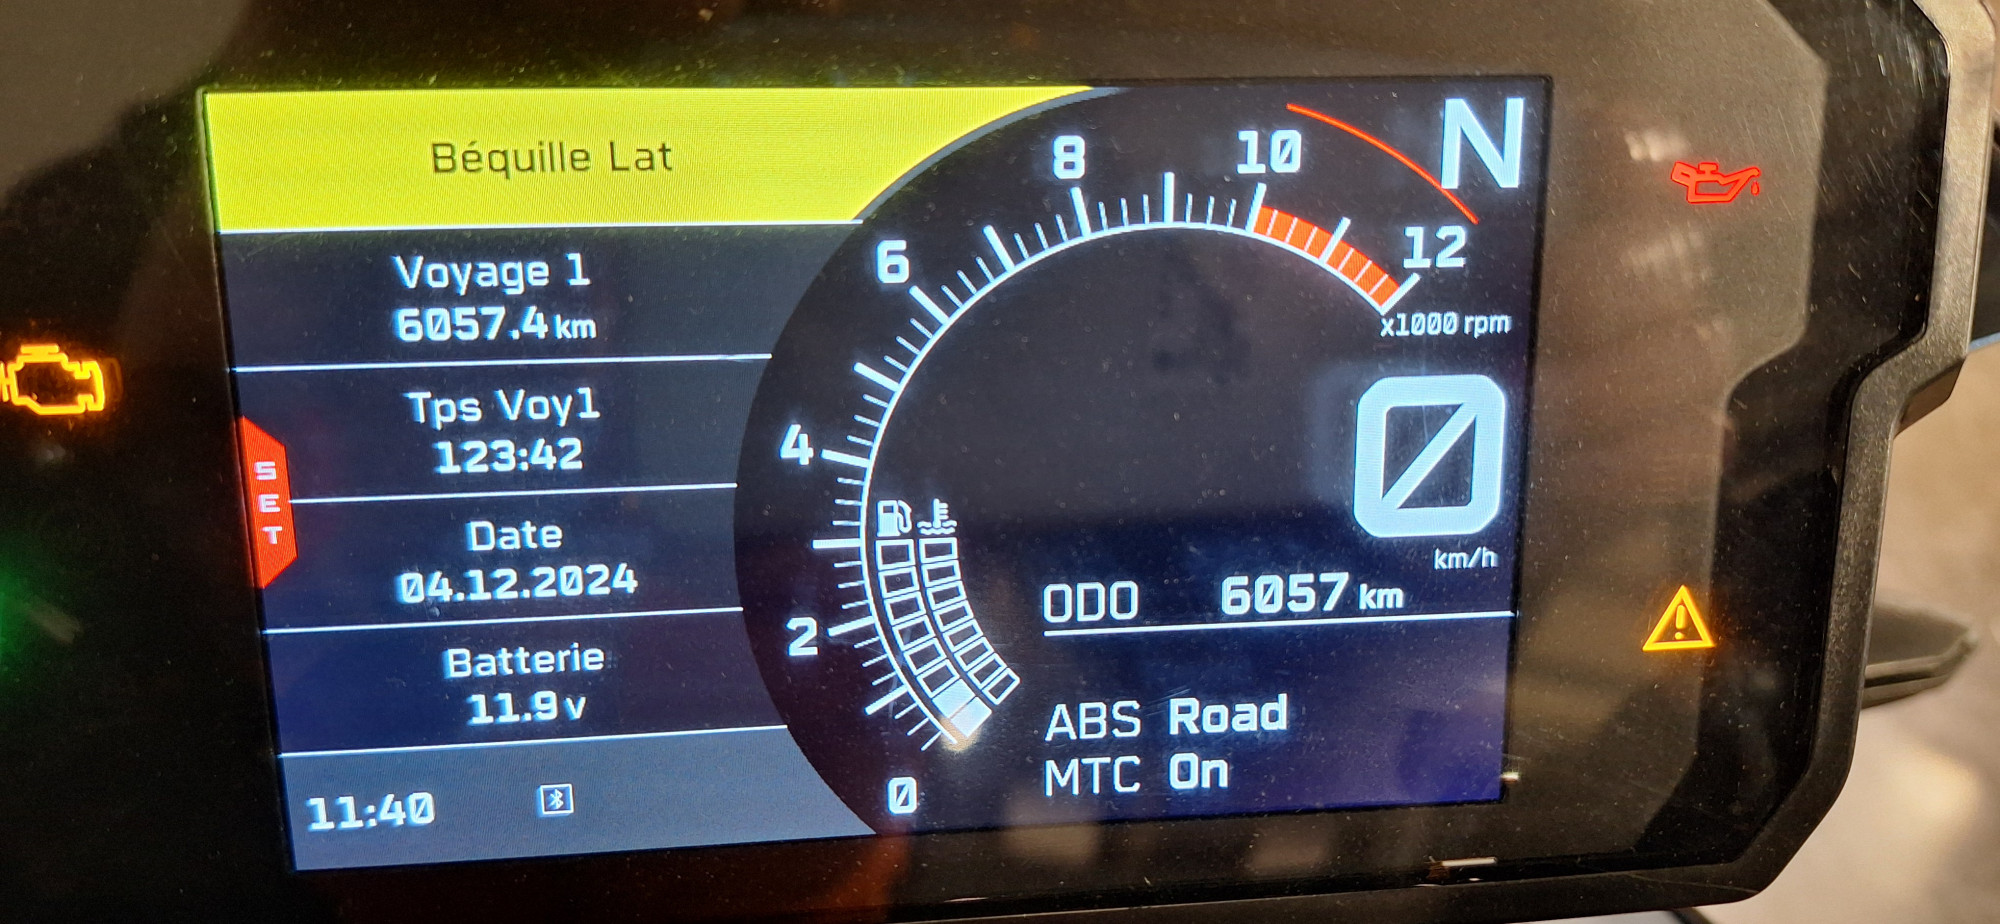 Béquille Lat
Voyage 1
6057.4 km
Tps Voy1
123:42
SET
Date
04.12.2024
Batterie
11.9 v
11:40
0
2
4
6
8
10
12
x1000 rpm
N
0
km/h
ODO 6057 km
ABS Road
MTC On